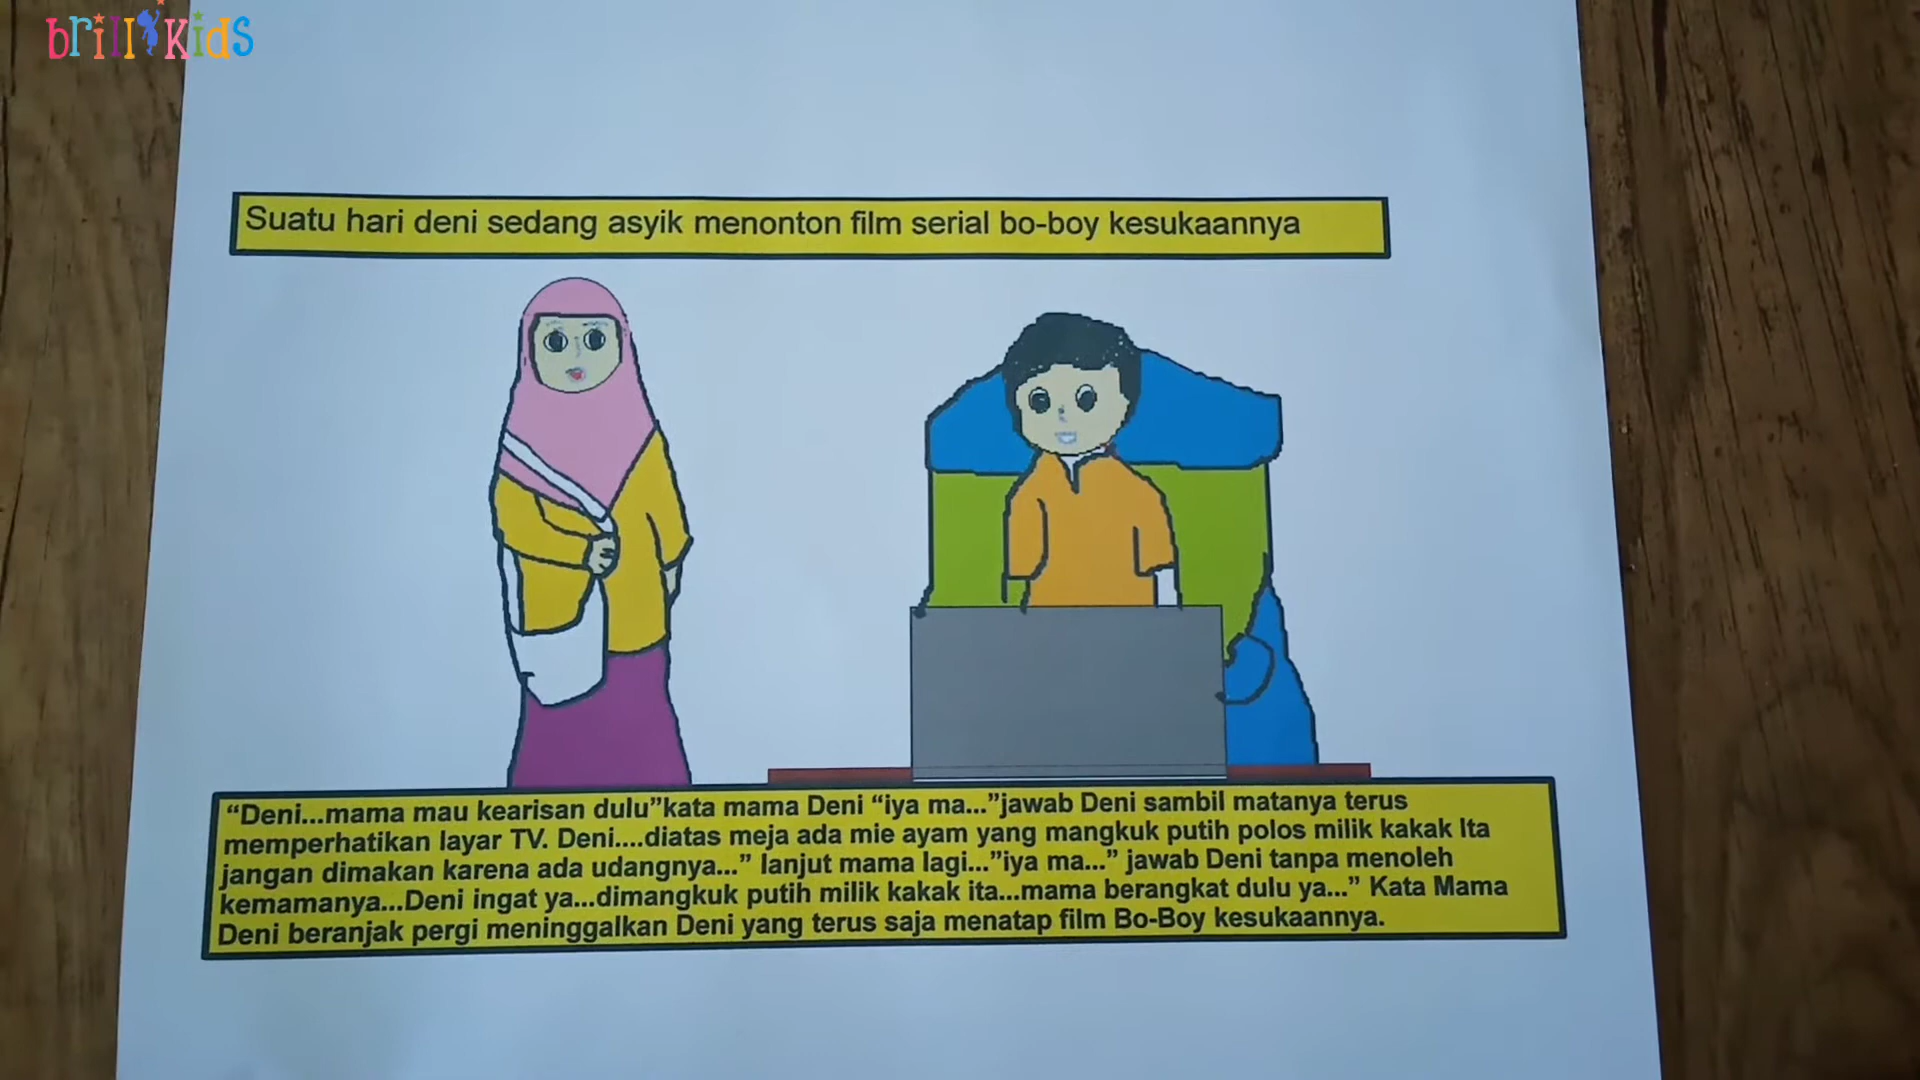 brillkids
Suatu hari deni sedang asyik menonton film serial bo-boy kesukaannya
“Deni...mama mau kearisan dulu”kata mama Deni “iya ma...”jawab Deni sambil matanya terus
memperhatikan layar TV. Deni....diatas meja ada mie ayam yang mangkuk putih polos milik kakak Ita
jangan dimakan karena ada udangnya...” lanjut mama lagi...”iya ma...” jawab Deni tanpa menoleh
kemamanya...Deni ingat ya...dimangkuk putih milik kakak ita...mama berangkat dulu ya...” Kata Mama
Deni beranjak pergi meninggalkan Deni yang terus saja menatap film Bo-Boy kesukaannya.